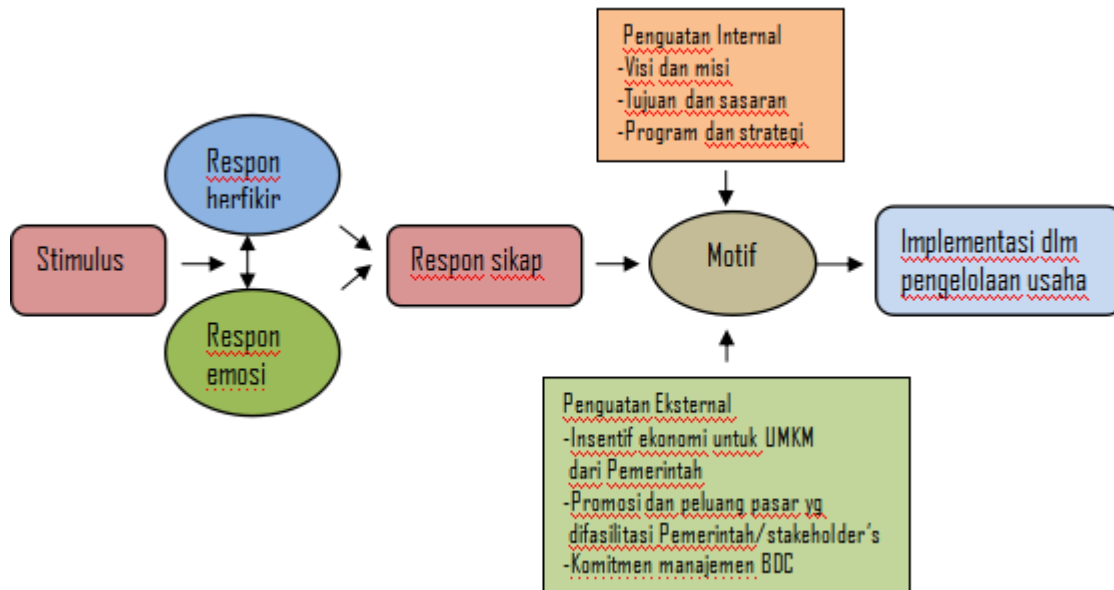 Penguatan Internal
-Visi dan misi
-Tujuan dan sasaran
-Program dan strategi
Respon
berfikir
Stimulus
Respon sikap
Motif
Implementasi dlm
pengelolaan usaha
Respon
emosi
Penguatan Eksternal
-Insentif ekonomi untuk UMKM
dari Pemerintah
-Promosi dan peluang pasar yg
difasilitasi Pemerintah/stakeholder's
-Komitmen manajemen BDC